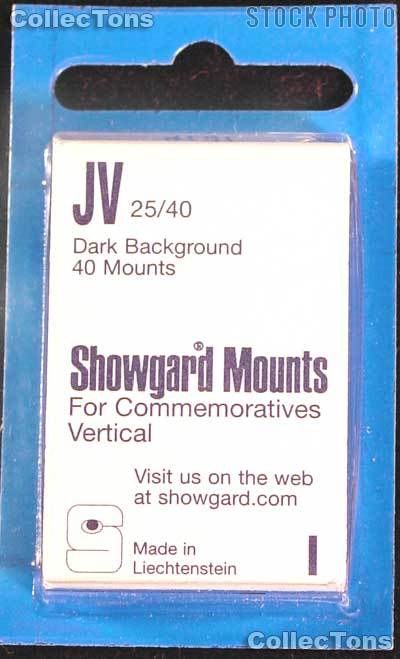 CollecTons
STOCK PHOTO
JV 25/40
Dark Background
40 Mounts
Showgard® Mounts
For Commemoratives
Vertical
Visit us on the web
at showgard.com
S
Made in
Liechtenstein
CollecTons